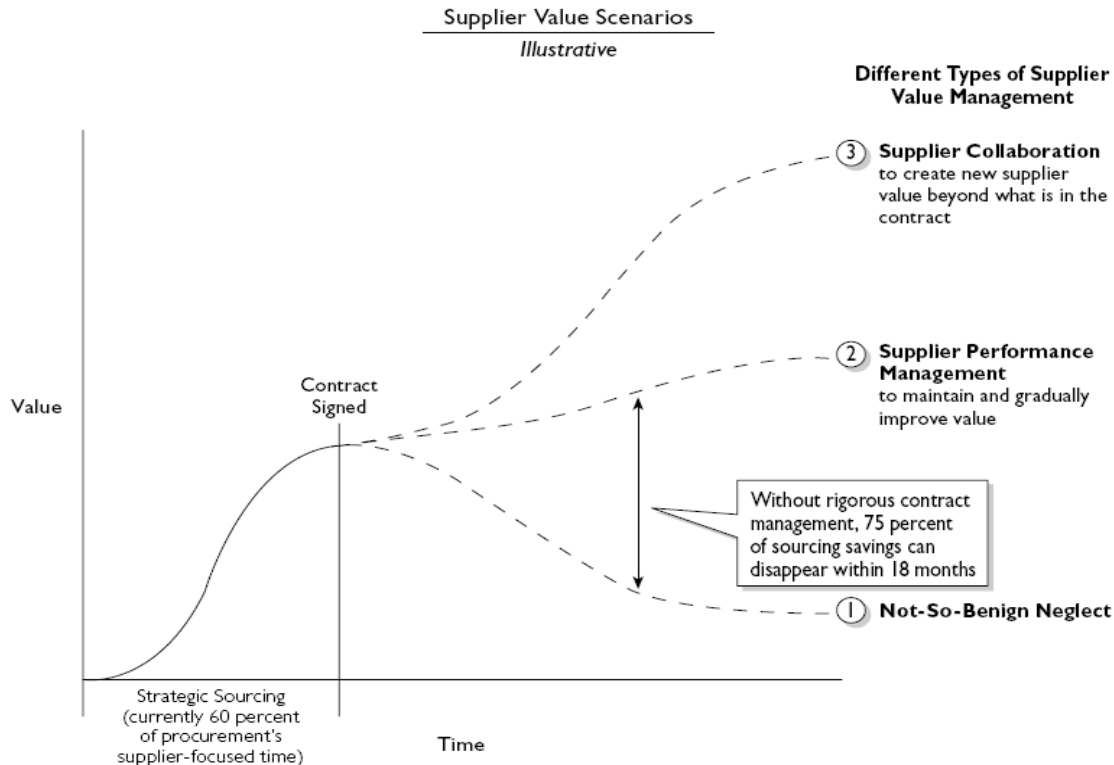 Supplier Value Scenarios
Illustrative
Different Types of Supplier
Value Management
3 Supplier Collaboration
to create new supplier
value beyond what is in the
contract
2 Supplier Performance
Management
to maintain and gradually
improve value
Contract
Signed
Value
Without rigorous contract
management, 75 percent
of sourcing savings can
disappear within 18 months
1 Not-So-Benign Neglect
Strategic Sourcing
(currently 60 percent
of procurement's
supplier-focused time)
Time